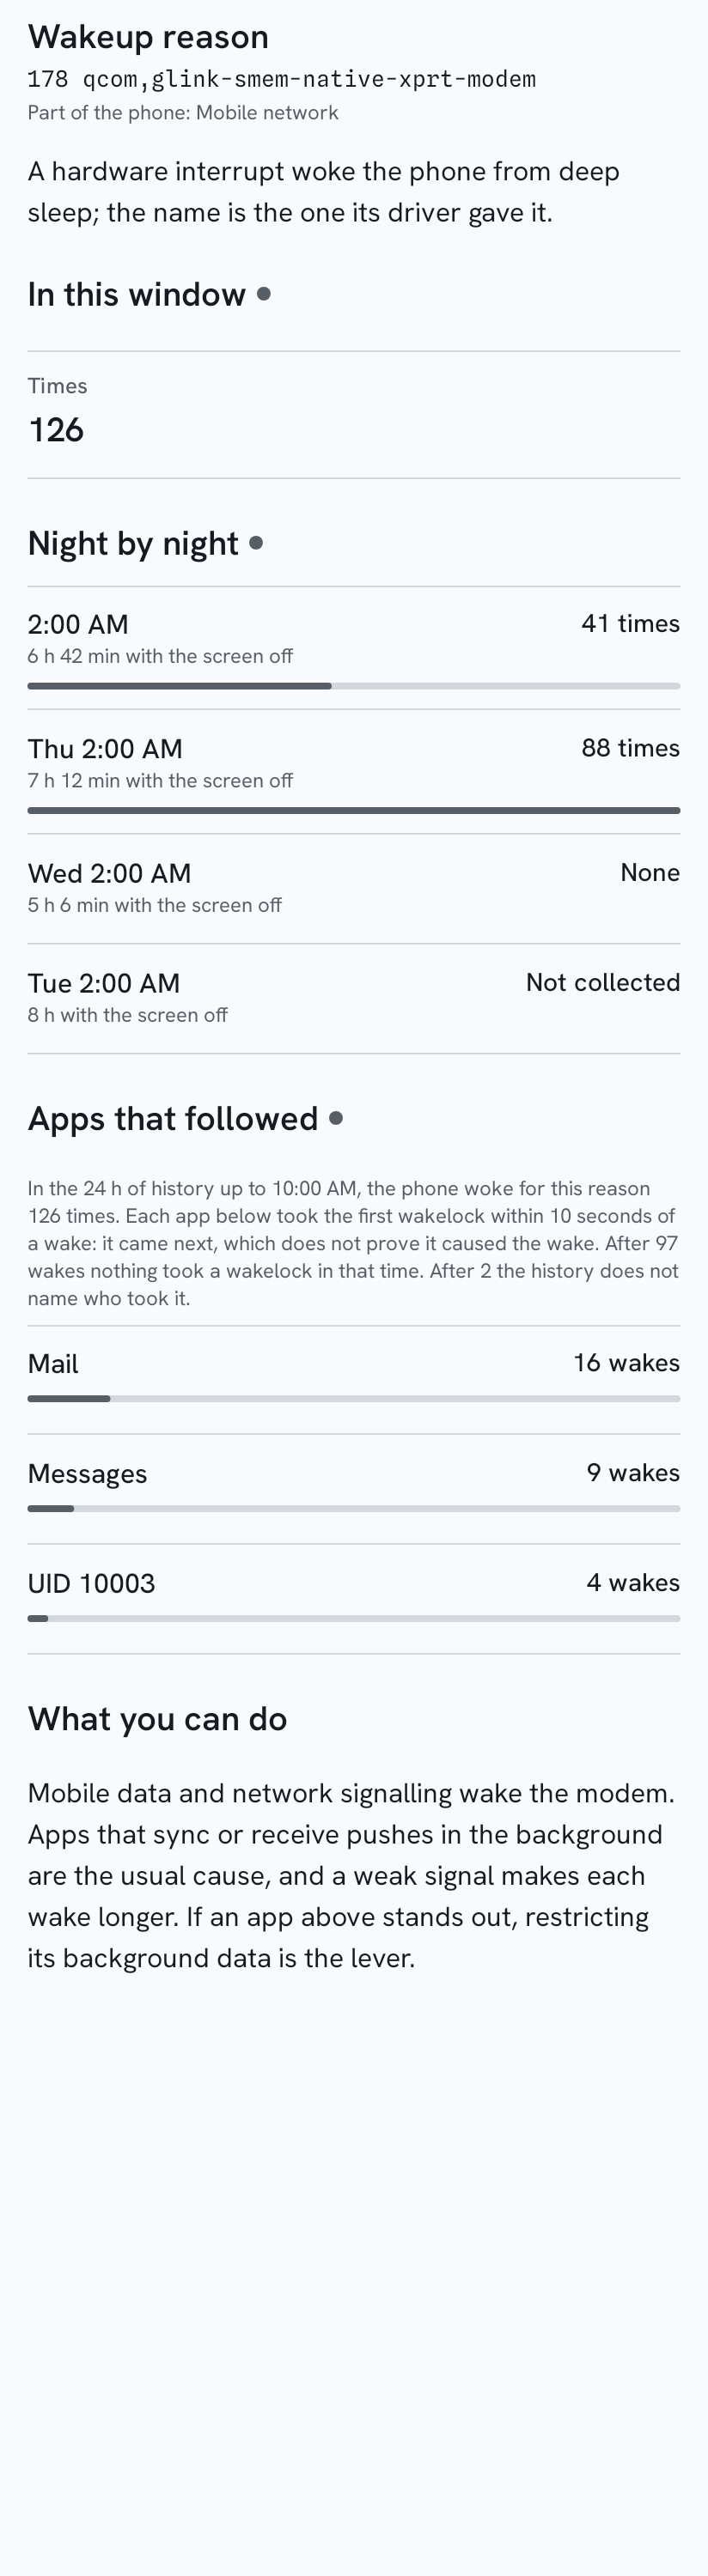 Wakeup reason
178 qcom,glink-smem-native-xprt-modem
Part of the phone: Mobile network
A hardware interrupt woke the phone from deep
sleep; the name is the one its driver gave it.
In this window
Times
126
Night by night
2:00 AM
41 times
6 h 42 min with the screen off
Thu 2:00 AM
88 times
7 h 12 min with the screen off
Wed 2:00 AM
None
5 h 6 min with the screen off
Tue 2:00 AM
Not collected
8 h with the screen off
Apps that followed
In the 24 h of history up to 10:00 AM, the phone woke for this reason
126 times. Each app below took the first wakelock within 10 seconds of
a wake: it came next, which does not prove it caused the wake. After 97
wakes nothing took a wakelock in that time. After 2 the history does not
name who took it.
Mail
16 wakes
Messages
9 wakes
UID 10003
4 wakes
What you can do
Mobile data and network signalling wake the modem.
Apps that sync or receive pushes in the background
are the usual cause, and a weak signal makes each
wake longer. If an app above stands out, restricting
its background data is the lever.